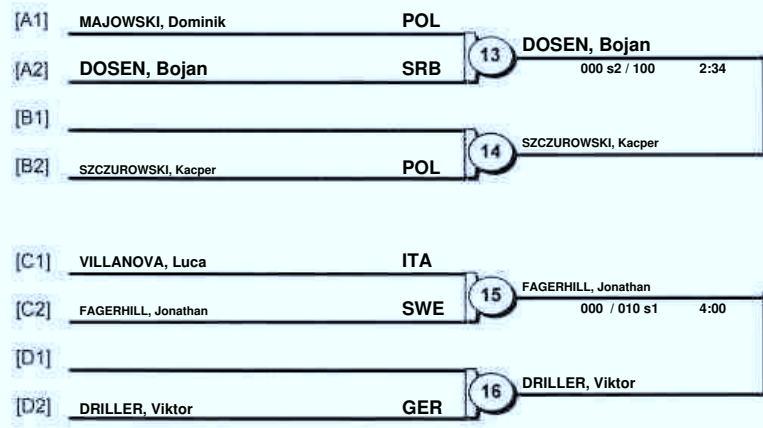 [A1] MAJOWSKI, Dominik POL
13 DOSEN, Bojan
[A2] DOSEN, Bojan SRB
000 s2 / 100 2:34
[B1]
14 SZCZUROWSKI, Kacper
[B2] SZCZUROWSKI, Kacper POL
[C1] VILLANOVA, Luca ITA
15 FAGERHILL, Jonathan
[C2] FAGERHILL, Jonathan SWE
000 / 010 s1 4:00
[D1]
16 DRILLER, Viktor
[D2] DRILLER, Viktor GER